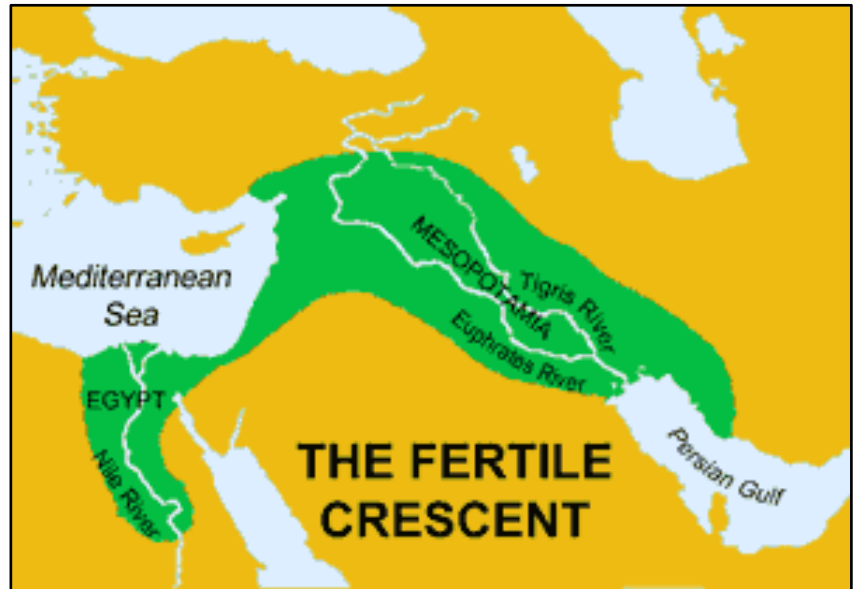 Mediterranean
Sea
MESOPOTAMIA
Tigris River
Euphrates River
EGYPT
Nile River
Persian Gulf
THE FERTILE
CRESCENT